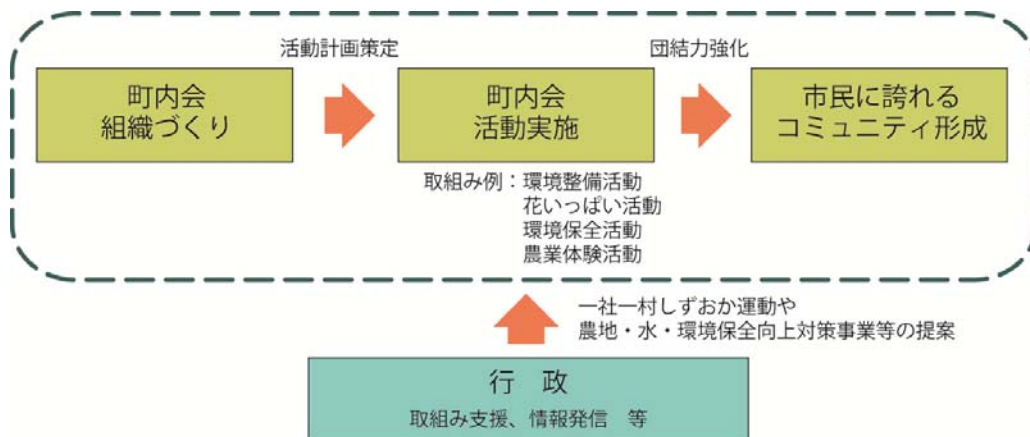 活動計画策定
団結力強化
町内会
組織づくり
町内会
活動実施
市民に誇れる
コミュニティ形成
取組み例：環境整備活動
花いっぱい活動
環境保全活動
農業体験活動
一社一村しずおか運動や
農地・水・環境保全向上対策事業等の提案
行　政
取組み支援、情報発信　等